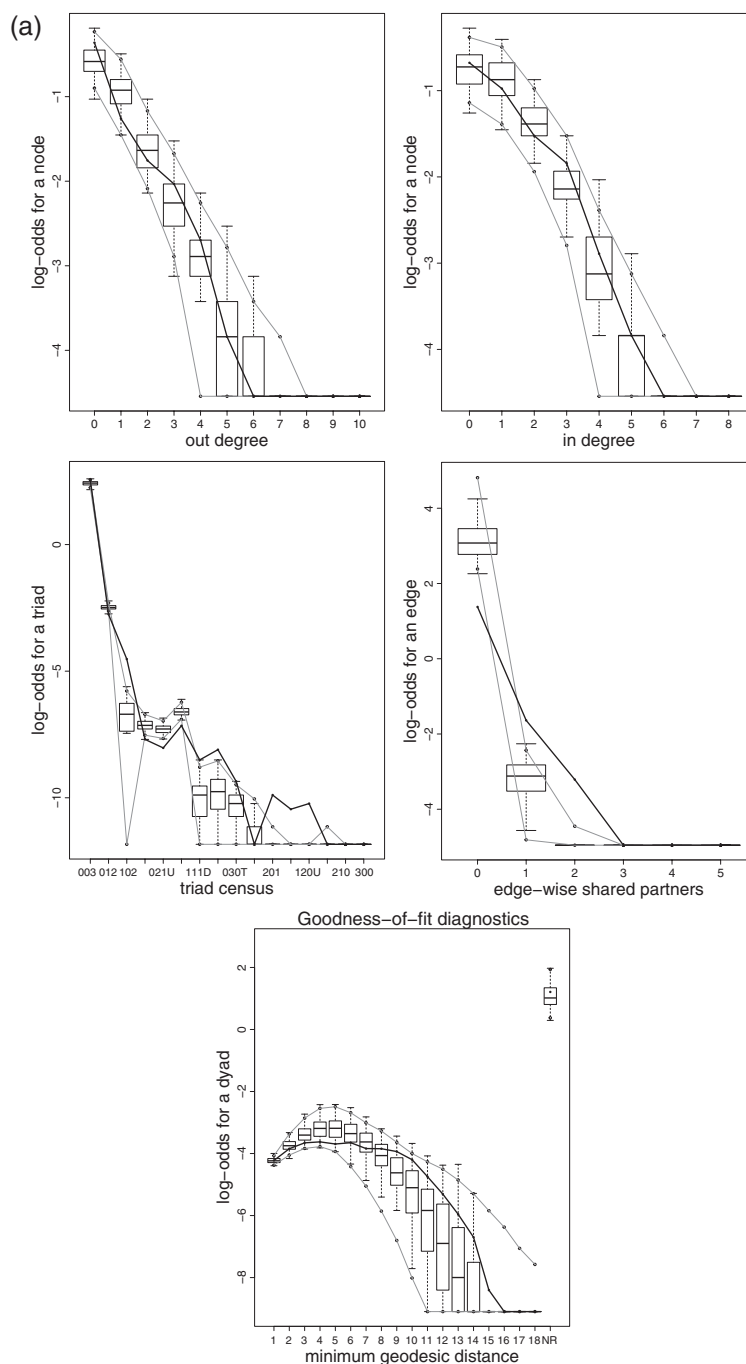 (a)
log−odds for a node
−1
−2
−3
−4
0 1 2 3 4 5 6 7 8 9 10
out degree
log−odds for a node
−1
−2
−3
−4
0 1 2 3 4 5 6 7 8
in degree
log−odds for a triad
0
−5
−10
003 012 102 021U 111D 030T 201 120U 210 300
triad census
log−odds for an edge
4
2
0
−2
−4
0 1 2 3 4 5
edge−wise shared partners
Goodness−of−fit diagnostics
log−odds for a dyad
2
0
−2
−4
−6
−8
1 2 3 4 5 6 7 8 9 10 11 12 13 14 15 16 17 18 NR
minimum geodesic distance